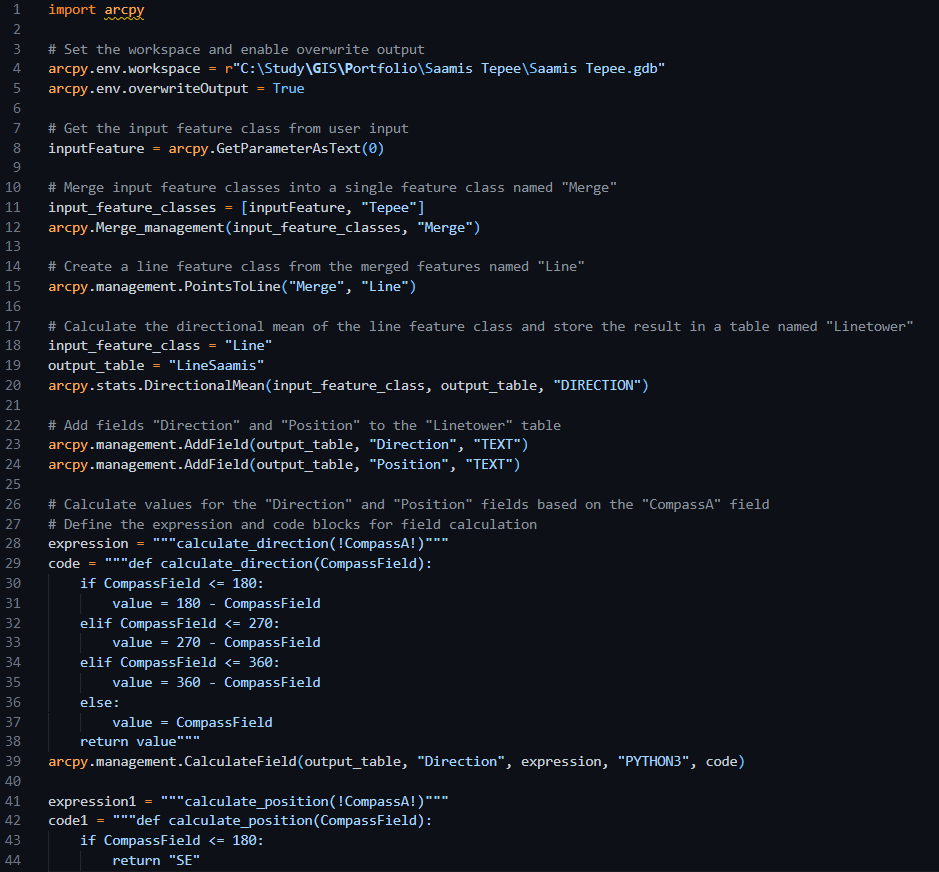 1 import arcpy
2
3 # Set the workspace and enable overwrite output
4 arcpy.env.workspace = r"C:\Study\GIS\Portfolio\Saamis Tepee\Saamis Tepee.gdb"
5 arcpy.env.overwriteOutput = True
6
7 # Get the input feature class from user input
8 inputFeature = arcpy.GetParameterAsText(0)
9
10 # Merge input feature classes into a single feature class named "Merge"
11 input_feature_classes = [inputFeature, "Tepee"]
12 arcpy.Merge_management(input_feature_classes, "Merge")
13
14 # Create a line feature class from the merged features named "Line"
15 arcpy.management.PointsToLine("Merge", "Line")
16
17 # Calculate the directional mean of the line feature class and store the result in a table named "Linetower"
18 input_feature_class = "Line"
19 output_table = "LineSaamis"
20 arcpy.stats.DirectionalMean(input_feature_class, output_table, "DIRECTION")
21
22 # Add fields "Direction" and "Position" to the "Linetower" table
23 arcpy.management.AddField(output_table, "Direction", "TEXT")
24 arcpy.management.AddField(output_table, "Position", "TEXT")
25
26 # Calculate values for the "Direction" and "Position" fields based on the "CompassA" field
27 # Define the expression and code blocks for field calculation
28 expression = """calculate_direction(!CompassA!)"""
29 code = """def calculate_direction(CompassField):
30     if CompassField <= 180:
31         value = 180 - CompassField
32     elif CompassField <= 270:
33         value = 270 - CompassField
34     elif CompassField <= 360:
35         value = 360 - CompassField
36     else:
37         value = CompassField
38     return value"""
39 arcpy.management.CalculateField(output_table, "Direction", expression, "PYTHON3", code)
40
41 expression1 = """calculate_position(!CompassA!)"""
42 code1 = """def calculate_position(CompassField):
43     if CompassField <= 180:
44         return "SE"